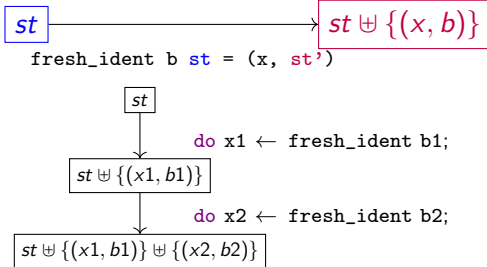 st st ⊎ {(x, b)}
fresh_ident b st = (x, st’)
st
do x1 ← fresh_ident b1;
st ⊎ {(x1, b1)}
do x2 ← fresh_ident b2;
st ⊎ {(x1, b1)} ⊎ {(x2, b2)}